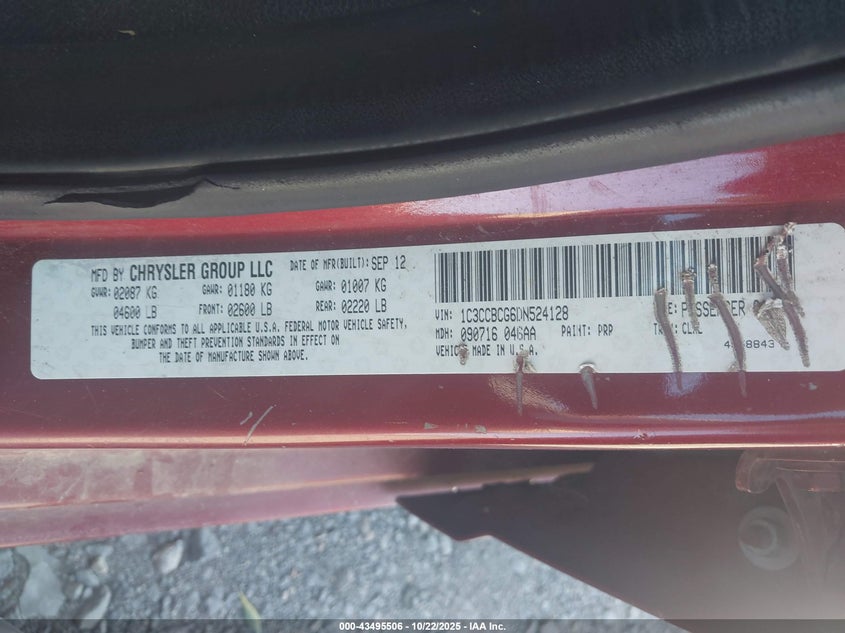 MFD BY CHRYSLER GROUP LLC DATE OF MFR(BUILT): SEP 12
GVWR: 02087 KG GAWR: 01180 KG GAWR: 01007 KG
04600 LB FRONT: 02600 LB REAR: 02220 LB
THIS VEHICLE CONFORMS TO ALL APPLICABLE U.S.A. FEDERAL MOTOR VEHICLE SAFETY,
BUMPER AND THEFT PREVENTION STANDARDS IN EFFECT ON
THE DATE OF MANUFACTURE SHOWN ABOVE.
VIN: 1C3CCBCG6DN524128
MDH: 090716 046AA PAINT: PRP
VEHICLE MADE IN U.S.A.
000-43495506 - 10/22/2025 - IAA Inc.